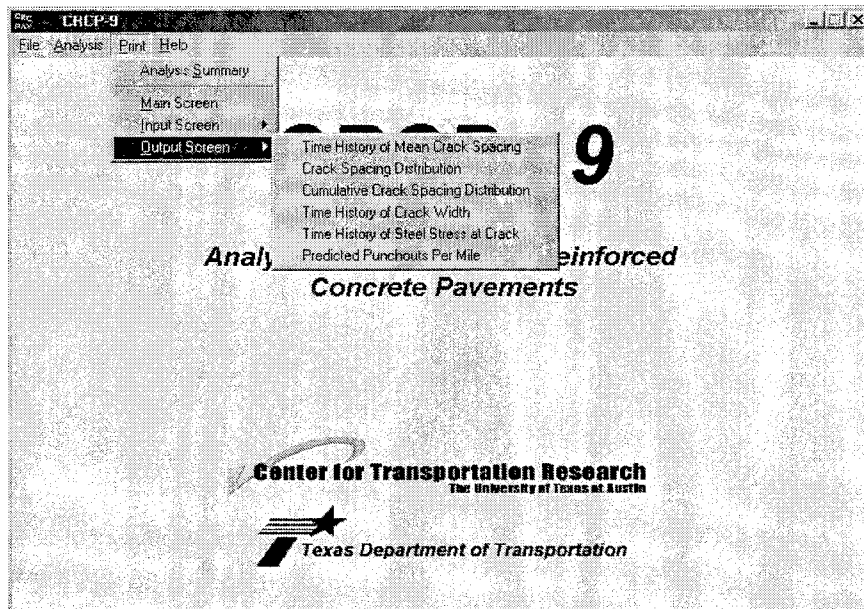 CRC PAV CRCP-9
File Analysis Print Help
Analysis Summary
Main Screen
Input Screen
Output Screen
Time History of Mean Crack Spacing
Crack Spacing Distribution
Cumulative Crack Spacing Distribution
Time History of Crack Width
Time History of Steel Stress at Crack
Predicted Punchouts Per Mile
9
Analy einforced
Concrete Pavements
Center for Transportation Research
The University of Texas at Austin
Texas Department of Transportation